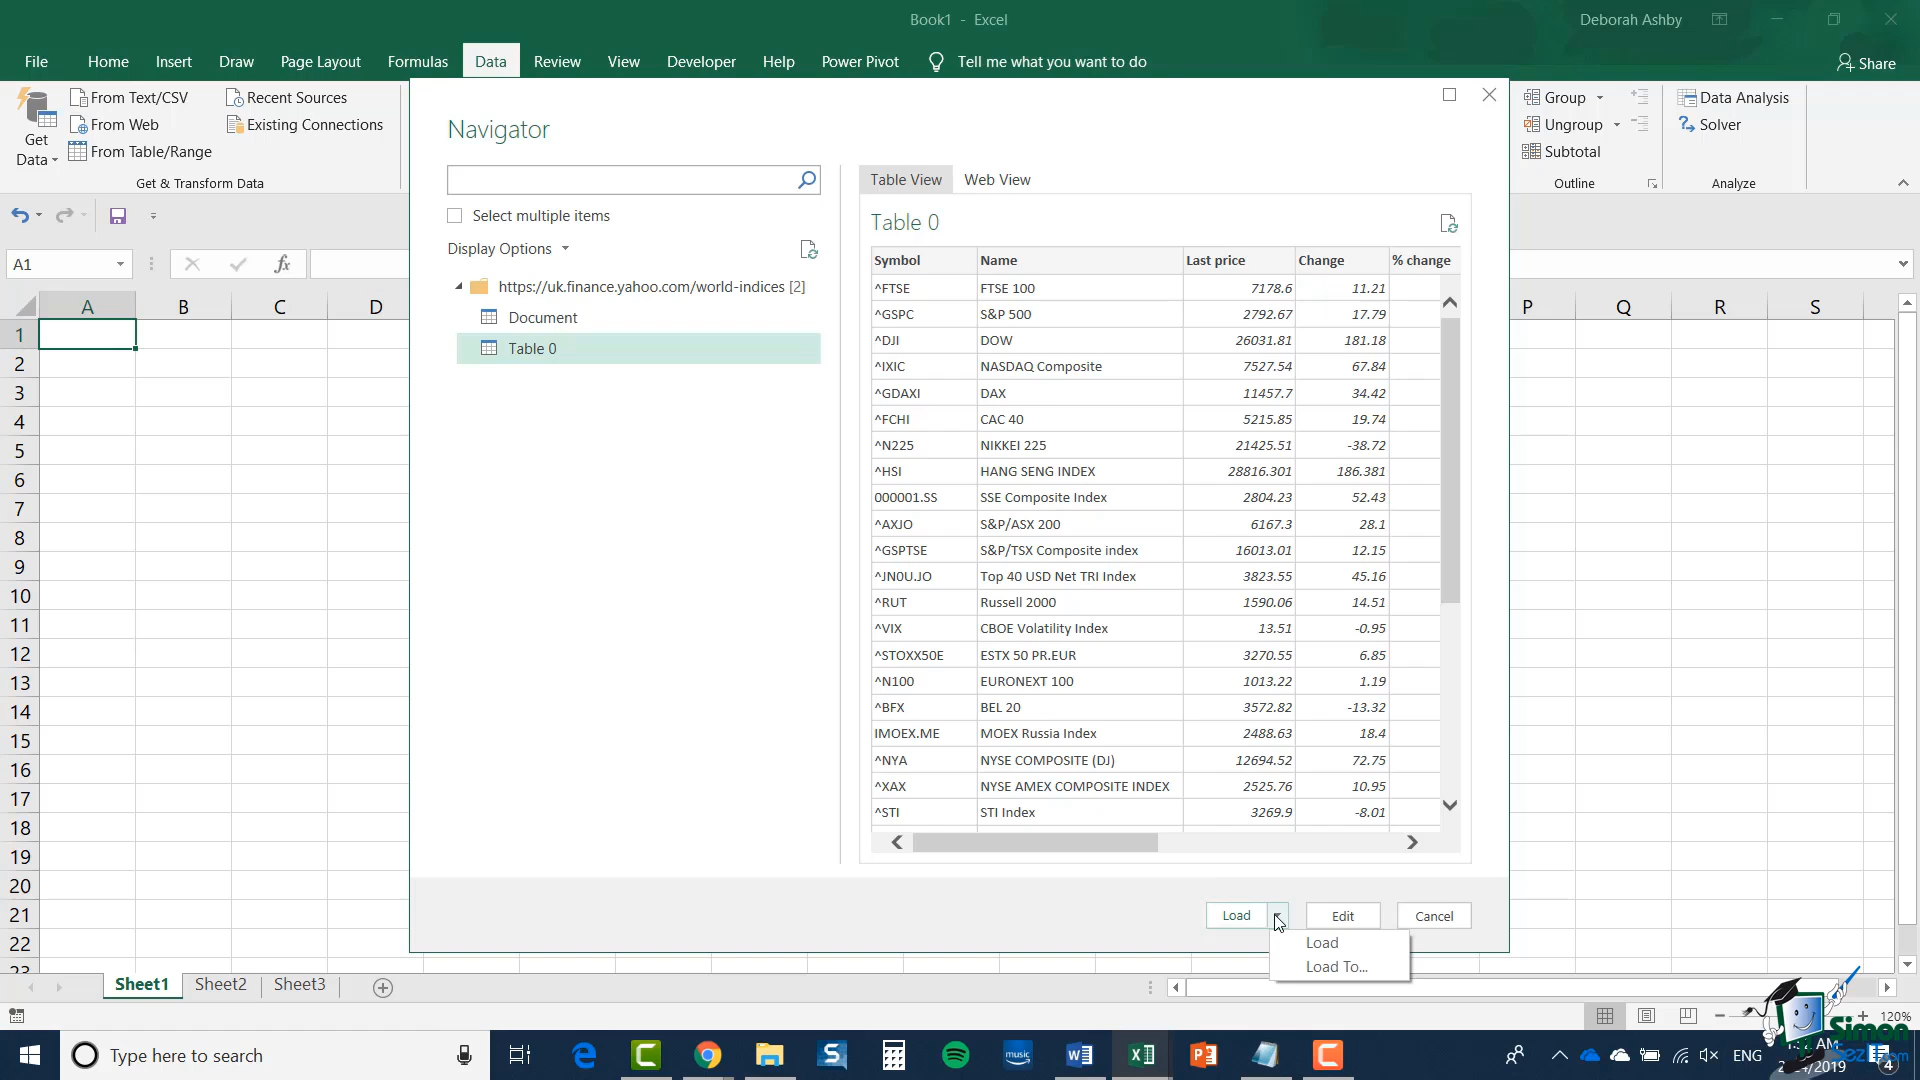 Book1 - Excel
Deborah Ashby
File Home Insert Draw Page Layout Formulas Data Review View Developer Help Power Pivot Tell me what you want to do
Share
Get Data
From Text/CSV
From Web
From Table/Range
Recent Sources
Existing Connections
Get & Transform Data
Group
Ungroup
Subtotal
Outline
Data Analysis
Solver
Analyze
A1
fx
A B C D P Q R S
1
2
3
4
5
6
7
8
9
10
11
12
13
14
15
16
17
18
19
20
21
22
23
Navigator
Select multiple items
Display Options
https://uk.finance.yahoo.com/world-indices [2]
Document
Table 0
Table View Web View
Table 0
Symbol Name Last price Change % change
^FTSE FTSE 100 7178.6 11.21
^GSPC S&P 500 2792.67 17.79
^DJI DOW 26031.81 181.18
^IXIC NASDAQ Composite 7527.54 67.84
^GDAXI DAX 11457.7 34.42
^FCHI CAC 40 5215.85 19.74
^N225 NIKKEI 225 21425.51 -38.72
^HSI HANG SENG INDEX 28816.301 186.381
000001.SS SSE Composite Index 2804.23 52.43
^AXJO S&P/ASX 200 6167.3 28.1
^GSPTSE S&P/TSX Composite index 16013.01 12.15
^JN0U.JO Top 40 USD Net TRI Index 3823.55 45.16
^RUT Russell 2000 1590.06 14.51
^VIX CBOE Volatility Index 13.51 -0.95
^STOXX50E ESTX 50 PR.EUR 3270.55 6.85
^N100 EURONEXT 100 1013.22 1.19
^BFX BEL 20 3572.82 -13.32
IMOEX.ME MOEX Russia Index 2488.63 18.4
^NYA NYSE COMPOSITE (DJ) 12694.52 72.75
^XAX NYSE AMEX COMPOSITE INDEX 2525.76 10.95
^STI STI Index 3269.9 -8.01
Load Edit Cancel
Load
Load To...
Sheet1 Sheet2 Sheet3
120%
Type here to search
music
ENG
AM
/2019
4
Simon
Sez